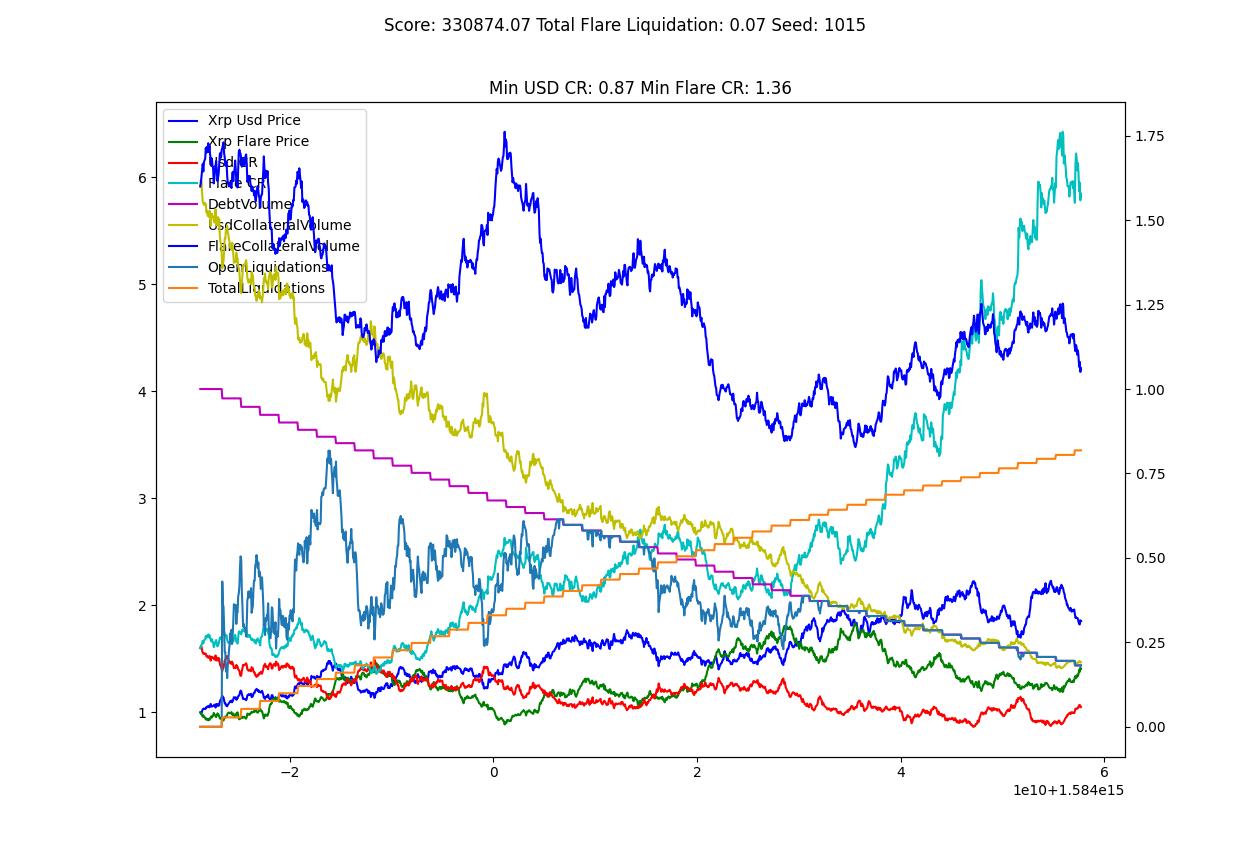 Score: 330874.07 Total Flare Liquidation: 0.07 Seed: 1015
Min USD CR: 0.87 Min Flare CR: 1.36
Xrp Usd Price
Xrp Flare Price
Usd CR
Flare CR
DebtVolume
UsdCollateralVolume
FlareCollateralVolume
OpenLiquidations
TotalLiquidations
6
5
4
3
2
1
1.75
1.50
1.25
1.00
0.75
0.50
0.25
0.00
−2
0
2
4
6
1e10+1.584e15